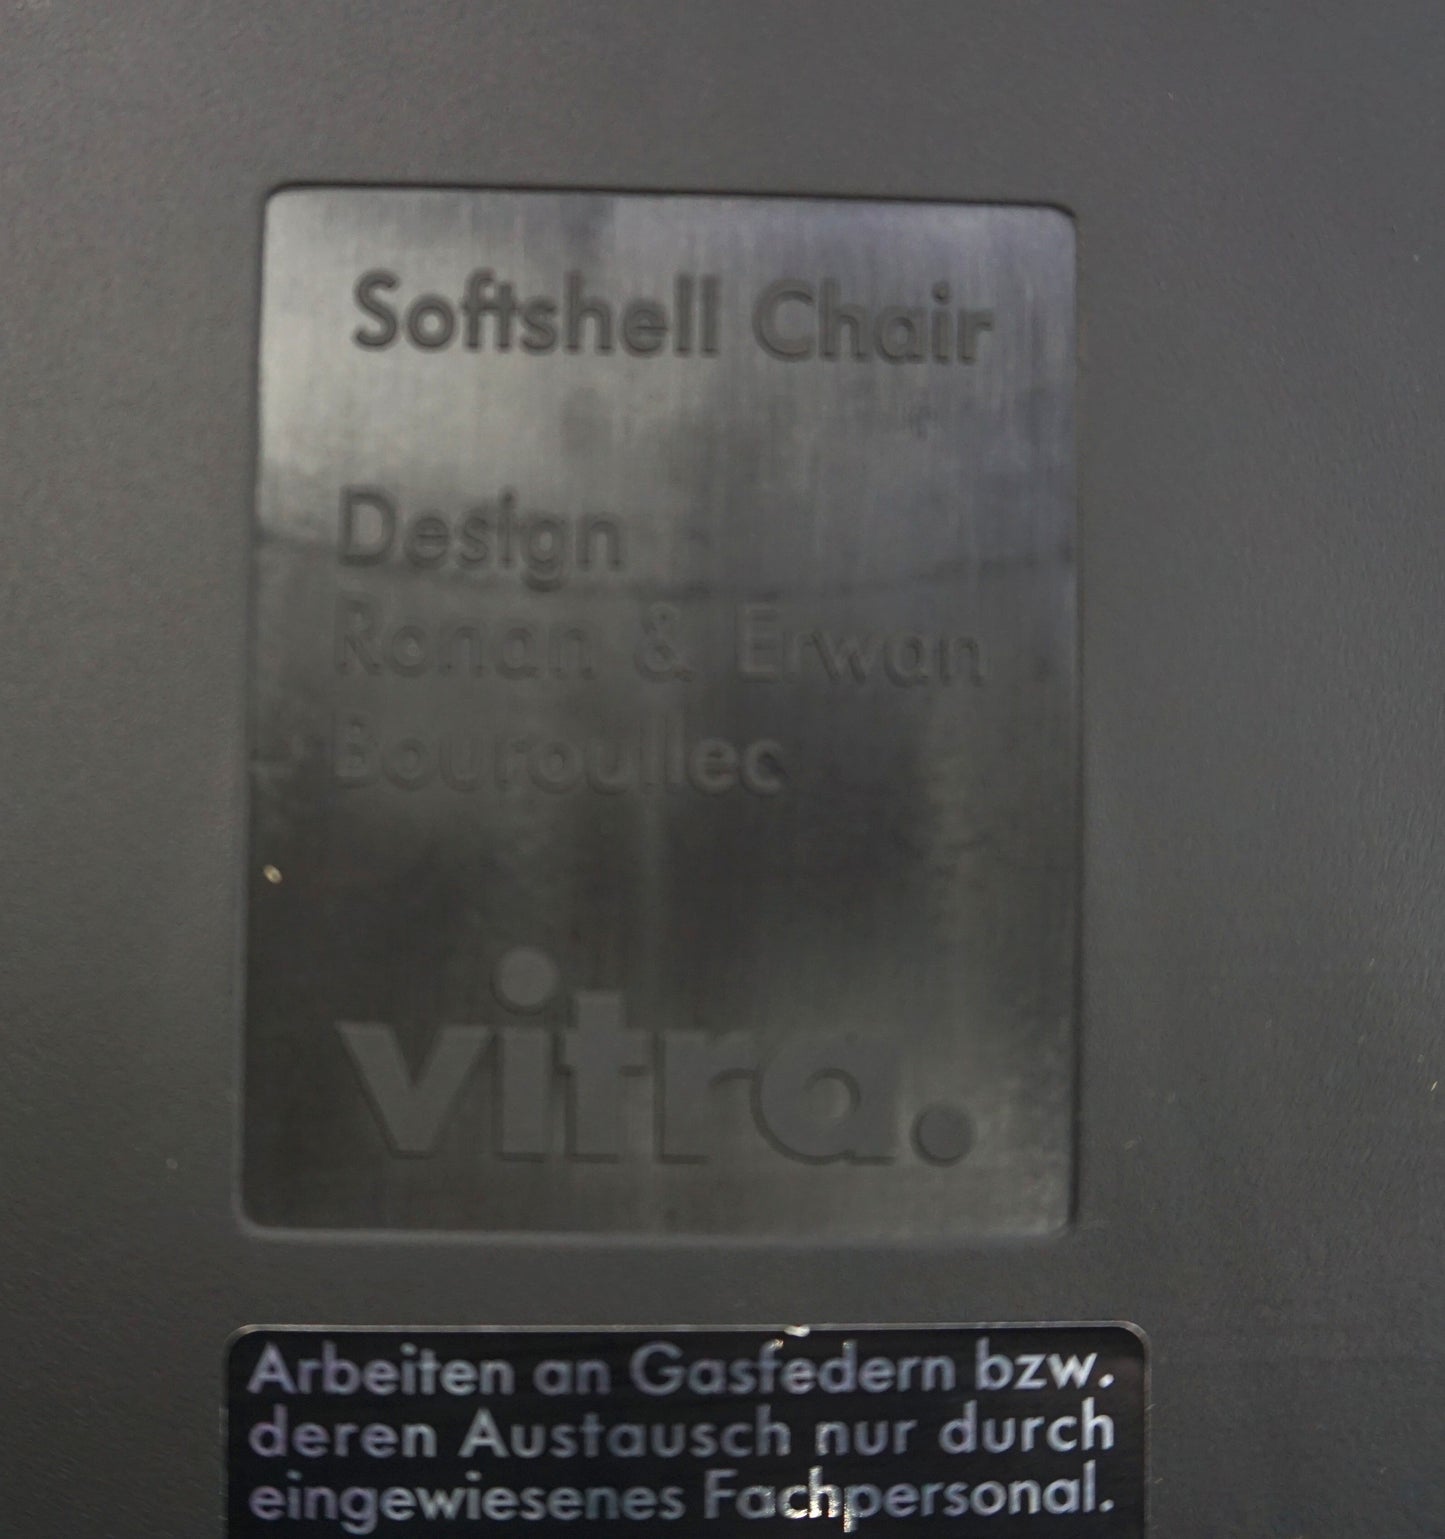 Softshell Chair
Design
Ronan & Erwan
Bouroullec
vitra.
Arbeiten an Gasfedern bzw.
deren Austausch nur durch
eingewiesenes Fachpersonal.